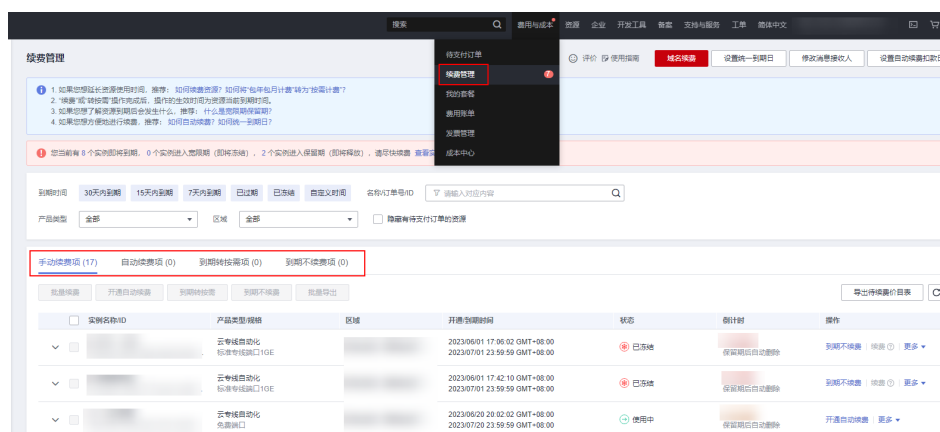 搜索 费用与成本 资源 企业 开发工具 备案 支持与服务 工单 简体中文
待支付订单
续费管理 7
我的套餐
费用账单
发票管理
成本中心
续费管理 评价 使用指南 域名续费 设置统一到期日 修改消息接收人 设置自动续费扣款日
1. 如果您想延长资源使用时间, 推荐: 如何续费资源? 如何将“包年包月计费”转为“按需计费”?
2. “续费”或“转按需”操作完成后, 操作的生效时间为资源当前到期时间。
3. 如果您想了解资源到期后会发生什么, 推荐: 什么是宽限期保留期?
4. 如果您想方便地进行续费, 推荐: 如何自动续费? 如何统一到期日?
您当前有 8 个实例即将到期, 0 个实例进入宽限期 (即将冻结) , 2 个实例进入保留期 (即将释放) , 请尽快续费
到期时间 30天内到期 15天内到期 7天内到期 已过期 已冻结 自定义时间 名称/订单号/ID 请输入对应内容
产品类型 全部 区域 全部 隐藏有待支付订单的资源
手动续费项 (17) 自动续费项 (0) 到期转按需项 (0) 到期不续费项 (0)
批量续费 开通自动续费 到期转按需 到期不续费 批量导出 导出待续费价目表
实例名称/ID 产品类型/规格 区域 开通/到期时间 状态 倒计时 操作
云专线自动化 2023/06/01 17:06:02 GMT+08:00 已冻结 到期不续费 续费 更多
标准专线端口1GE 2023/07/01 23:59:59 GMT+08:00 保留期后自动删除
云专线自动化 2023/06/01 17:42:10 GMT+08:00 已冻结 到期不续费 续费 更多
标准专线端口1GE 2023/07/01 23:59:59 GMT+08:00 保留期后自动删除
云专线自动化 2023/06/20 20:02:02 GMT+08:00 使用中 开通自动续费 更多
免费端口 2023/07/20 23:59:59 GMT+08:00 保留期后自动删除